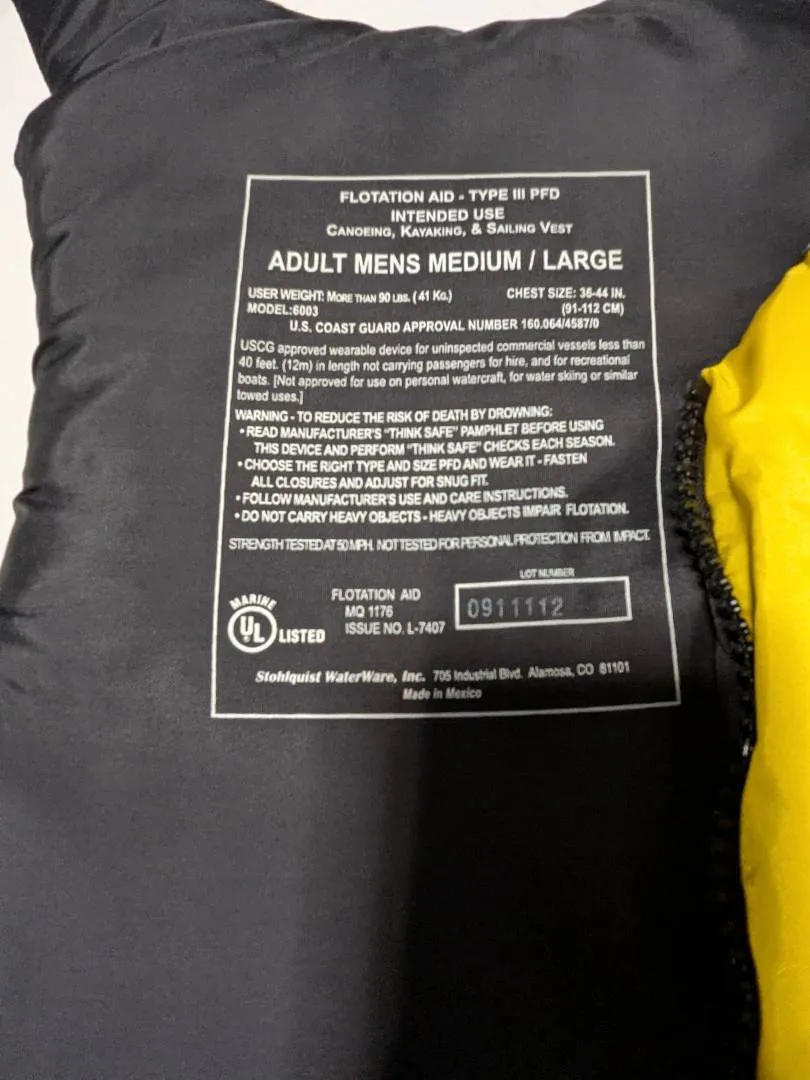 FLOTATION AID - TYPE III PFD
INTENDED USE
CANOEING, KAYAKING, & SAILING VEST
ADULT MENS MEDIUM / LARGE
USER WEIGHT: MORE THAN 90 LBS. (41 KG.) CHEST SIZE: 36-44 IN.
MODEL:6003 (91-112 CM)
U.S. COAST GUARD APPROVAL NUMBER 160.064/4587/0
USCG approved wearable device for uninspected commercial vessels less than
40 feet. (12m) in length not carrying passengers for hire, and for recreational
boats. [Not approved for use on personal watercraft, for water skiing or similar
towed uses.]
WARNING - TO REDUCE THE RISK OF DEATH BY DROWNING:
• READ MANUFACTURER'S "THINK SAFE" PAMPHLET BEFORE USING
THIS DEVICE AND PERFORM "THINK SAFE" CHECKS EACH SEASON.
• CHOOSE THE RIGHT TYPE AND SIZE PFD AND WEAR IT - FASTEN
ALL CLOSURES AND ADJUST FOR SNUG FIT.
• FOLLOW MANUFACTURER'S USE AND CARE INSTRUCTIONS.
• DO NOT CARRY HEAVY OBJECTS - HEAVY OBJECTS IMPAIR FLOTATION.
STRENGTH TESTED AT 50 MPH. NOT TESTED FOR PERSONAL PROTECTION FROM IMPACT.
LOT NUMBER
0911112
MARINE
UL
LISTED
FLOTATION AID
MQ 1176
ISSUE NO. L-7407
Stohlquist WaterWare, Inc. 705 Industrial Blvd. Alamosa, CO 81101
Made in Mexico